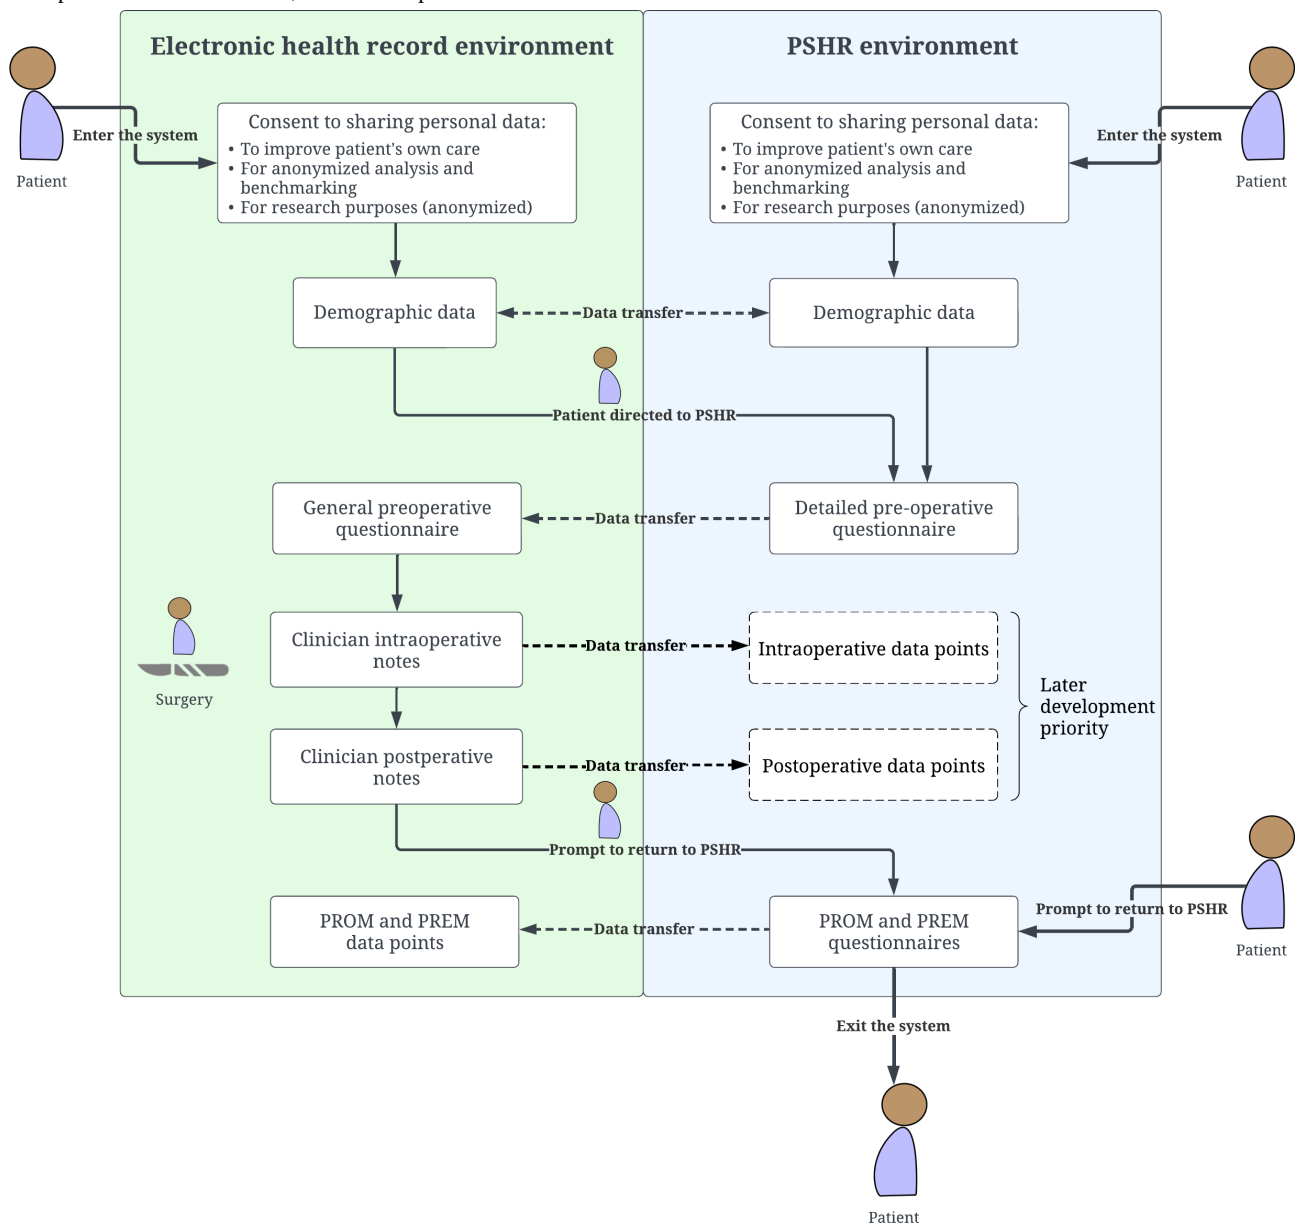 Electronic health record environment
PSHR environment
Enter the system
Patient
Consent to sharing personal data:
• To improve patient's own care
• For anonymized analysis and
benchmarking
• For research purposes (anonymized)
Consent to sharing personal data:
• To improve patient's own care
• For anonymized analysis and
benchmarking
• For research purposes (anonymized)
Enter the system
Patient
Demographic data
Data transfer
Demographic data
Patient directed to PSHR
General preoperative
questionnaire
Data transfer
Detailed pre-operative
questionnaire
Surgery
Clinician intraoperative
notes
Data transfer
Intraoperative data points
Later
development
priority
Clinician postperative
notes
Data transfer
Postoperative data points
Prompt to return to PSHR
PROM and PREM
data points
Data transfer
PROM and PREM
questionnaires
Prompt to return to PSHR
Patient
Exit the system
Patient